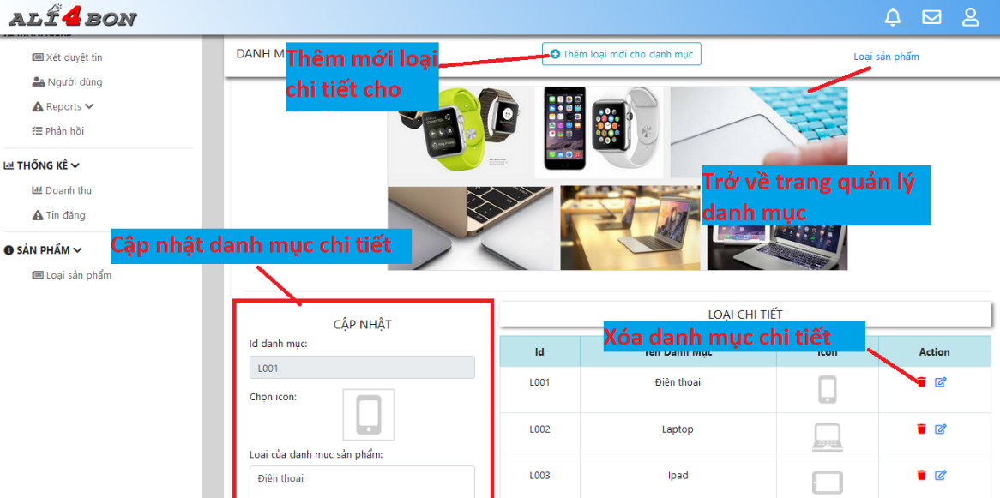 ALI4BON
Xét duyệt tin
Người dùng
Reports
Phản hồi
THỐNG KÊ
Doanh thu
Tin đăng
SẢN PHẨM
Loại sản phẩm
DANH M
Thêm mới loại
chi tiết cho
Thêm loại mới cho danh mục
Loại sản phẩm
Trở về trang quản lý
danh mục
Cập nhật danh mục chi tiết
CẬP NHẬT
Id danh mục:
L001
Chọn icon:
Loại của danh mục sản phẩm:
Điện thoại
LOẠI CHI TIẾT
Xóa danh mục chi tiết
Id Tên Danh Mục Icon Action
L001 Điện thoại
L002 Laptop
L003 Ipad